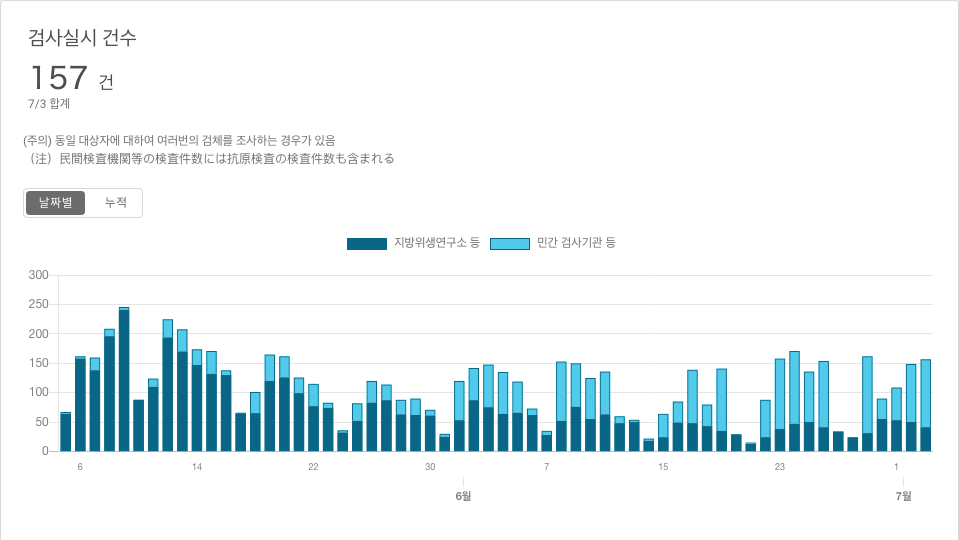 검사실시 건수
157 건
7/3 합계
(주의) 동일 대상자에 대하여 여러번의 검체를 조사하는 경우가 있음
（注）民間検査機関等の検査件数には抗原検査の検査件数も含まれる
날짜별 누적
지방위생연구소 등 민간 검사기관 등
300
250
200
150
100
50
0
6 14 22 30 7 15 23 1
6월 7월